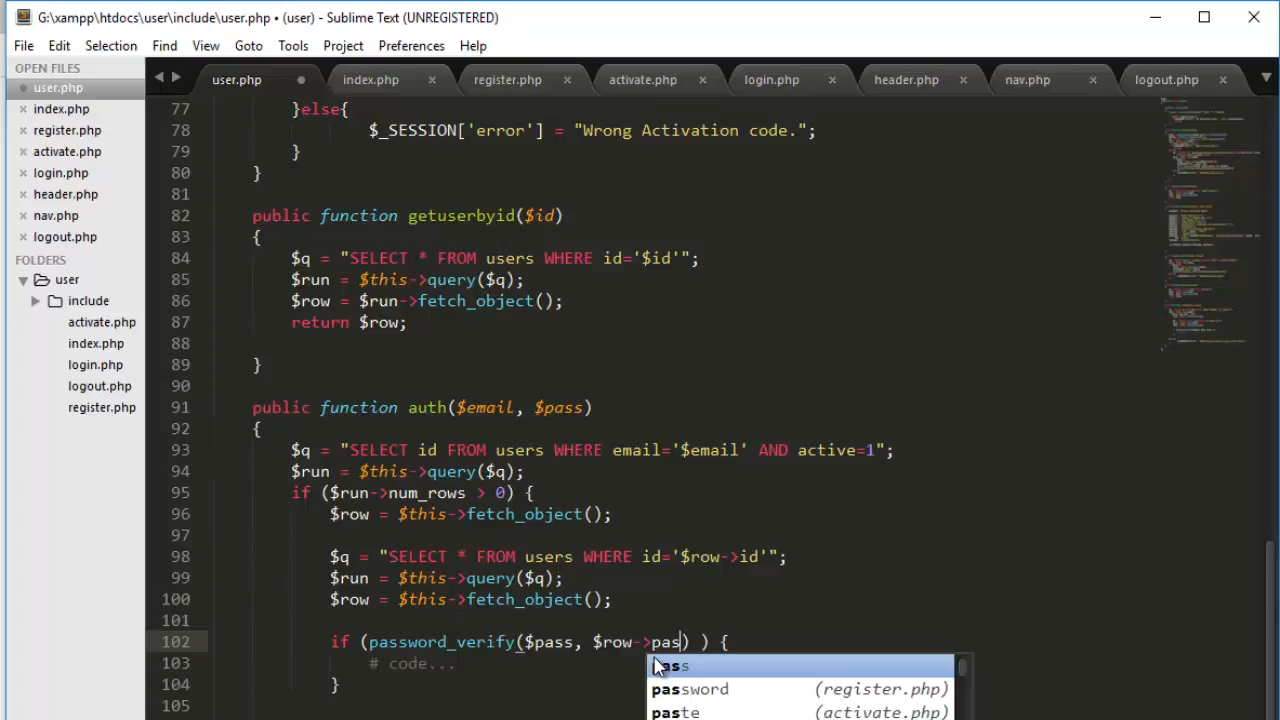 G:\xampp\htdocs\user\include\user.php • (user) - Sublime Text (UNREGISTERED)
File Edit Selection Find View Goto Tools Project Preferences Help
OPEN FILES
user.php
index.php
register.php
activate.php
login.php
header.php
nav.php
logout.php
FOLDERS
user
include
activate.php
index.php
login.php
logout.php
register.php
user.php index.php register.php activate.php login.php header.php nav.php logout.php
77 }else{
78 $_SESSION['error'] = "Wrong Activation code.";
79 }
80 }
81
82 public function getuserbyid($id)
83 {
84 $q = "SELECT * FROM users WHERE id='$id'";
85 $run = $this->query($q);
86 $row = $run->fetch_object();
87 return $row;
88
89 }
90
91 public function auth($email, $pass)
92 {
93 $q = "SELECT id FROM users WHERE email='$email' AND active=1";
94 $run = $this->query($q);
95 if ($run->num_rows > 0) {
96 $row = $this->fetch_object();
97
98 $q = "SELECT * FROM users WHERE id='$row->id'";
99 $run = $this->query($q);
100 $row = $this->fetch_object();
101
102 if (password_verify($pass, $row->pas) ) {
103 # code...
104 }
105
pass
password (register.php)
paste (activate.php)